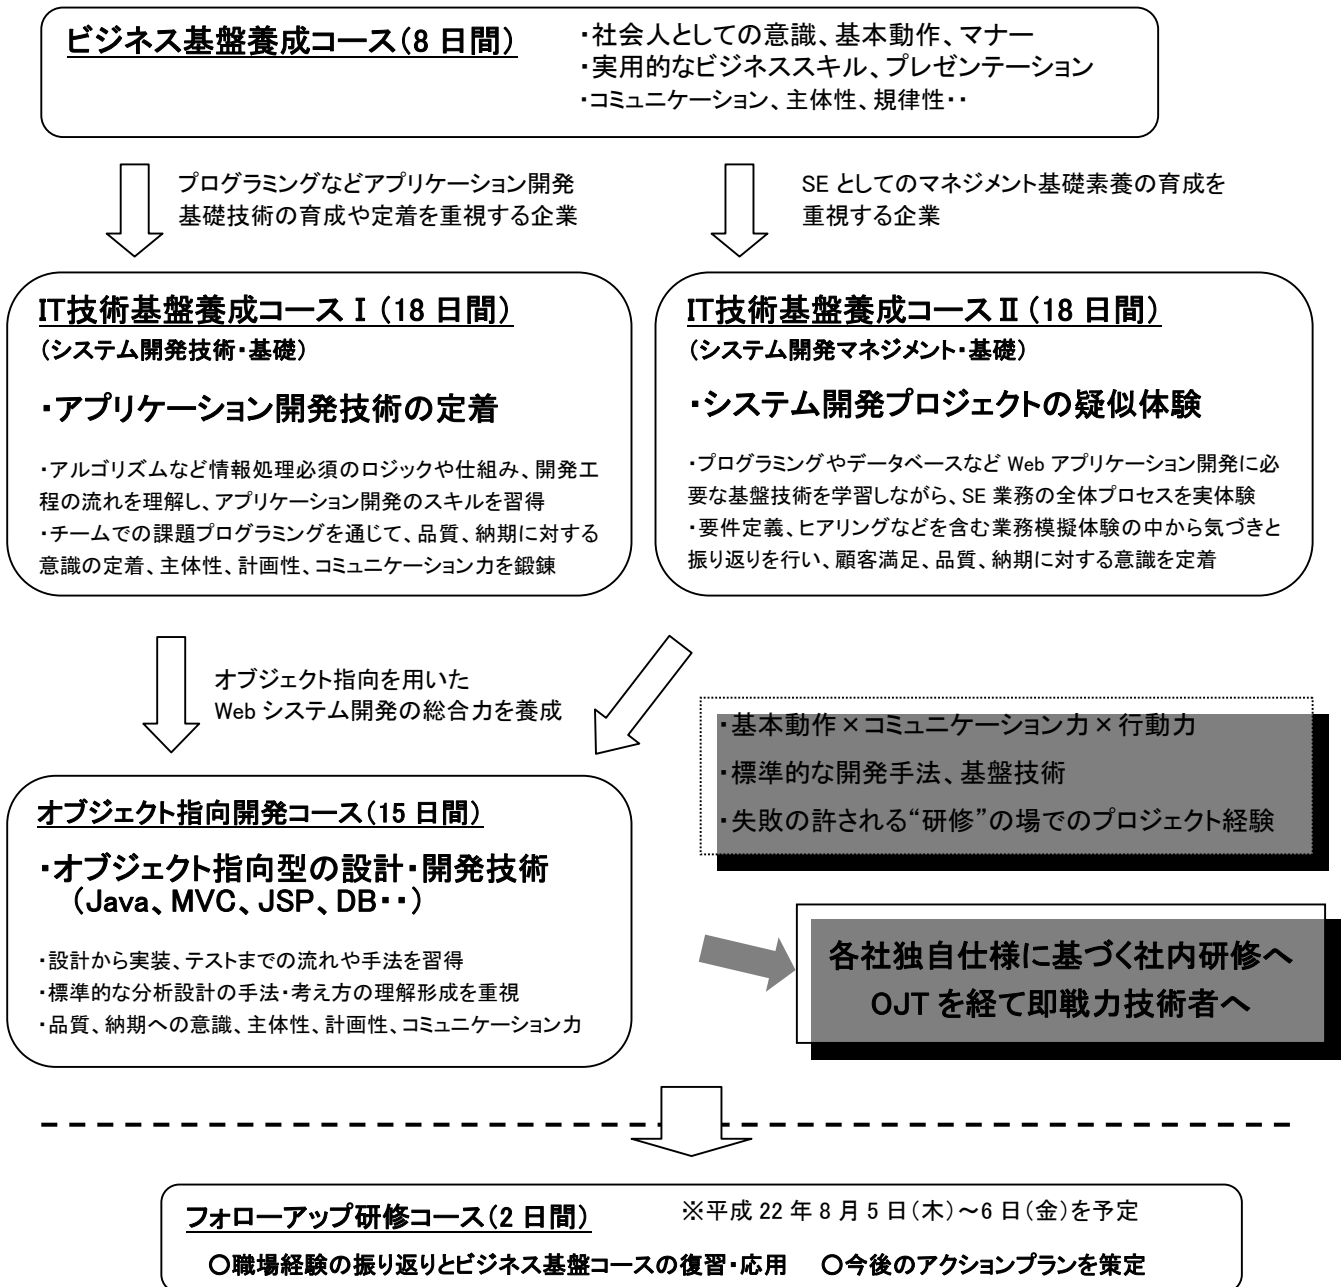 ビジネス基盤養成コース（8 日間）
・社会人としての意識、基本動作、マナー
・実用的なビジネススキル、プレゼンテーション
・コミュニケーション、主体性、規律性・・
プログラミングなどアプリケーション開発
基礎技術の育成や定着を重視する企業
SE としてのマネジメント基礎素養の育成を
重視する企業
IT技術基盤養成コースⅠ（18 日間）
（システム開発技術・基礎）
・アプリケーション開発技術の定着
・アルゴリズムなど情報処理必須のロジックや仕組み、開発工
程の流れを理解し、アプリケーション開発のスキルを習得
・チームでの課題プログラミングを通じて、品質、納期に対する
意識の定着、主体性、計画性、コミュニケーション力を鍛錬
IT技術基盤養成コースⅡ（18 日間）
（システム開発マネジメント・基礎）
・システム開発プロジェクトの疑似体験
・プログラミングやデータベースなど Web アプリケーション開発に必
要な基盤技術を学習しながら、SE 業務の全体プロセスを実体験
・要件定義、ヒアリングなどを含む業務模擬体験の中から気づきと
振り返りを行い、顧客満足、品質、納期に対する意識を定着
オブジェクト指向を用いた
Web システム開発の総合力を養成
・基本動作×コミュニケーション力×行動力
・標準的な開発手法、基盤技術
・失敗の許される“研修”の場でのプロジェクト経験
オブジェクト指向開発コース（15 日間）
・オブジェクト指向型の設計・開発技術
（Java、MVC、JSP、DB・・）
・設計から実装、テストまでの流れや手法を習得
・標準的な分析設計の手法・考え方の理解形成を重視
・品質、納期への意識、主体性、計画性、コミュニケーション力
各社独自仕様に基づく社内研修へ
OJT を経て即戦力技術者へ
フォローアップ研修コース（2 日間）
※平成 22 年 8 月 5 日（木）～6 日（金）を予定
○職場経験の振り返りとビジネス基盤コースの復習・応用　○今後のアクションプランを策定